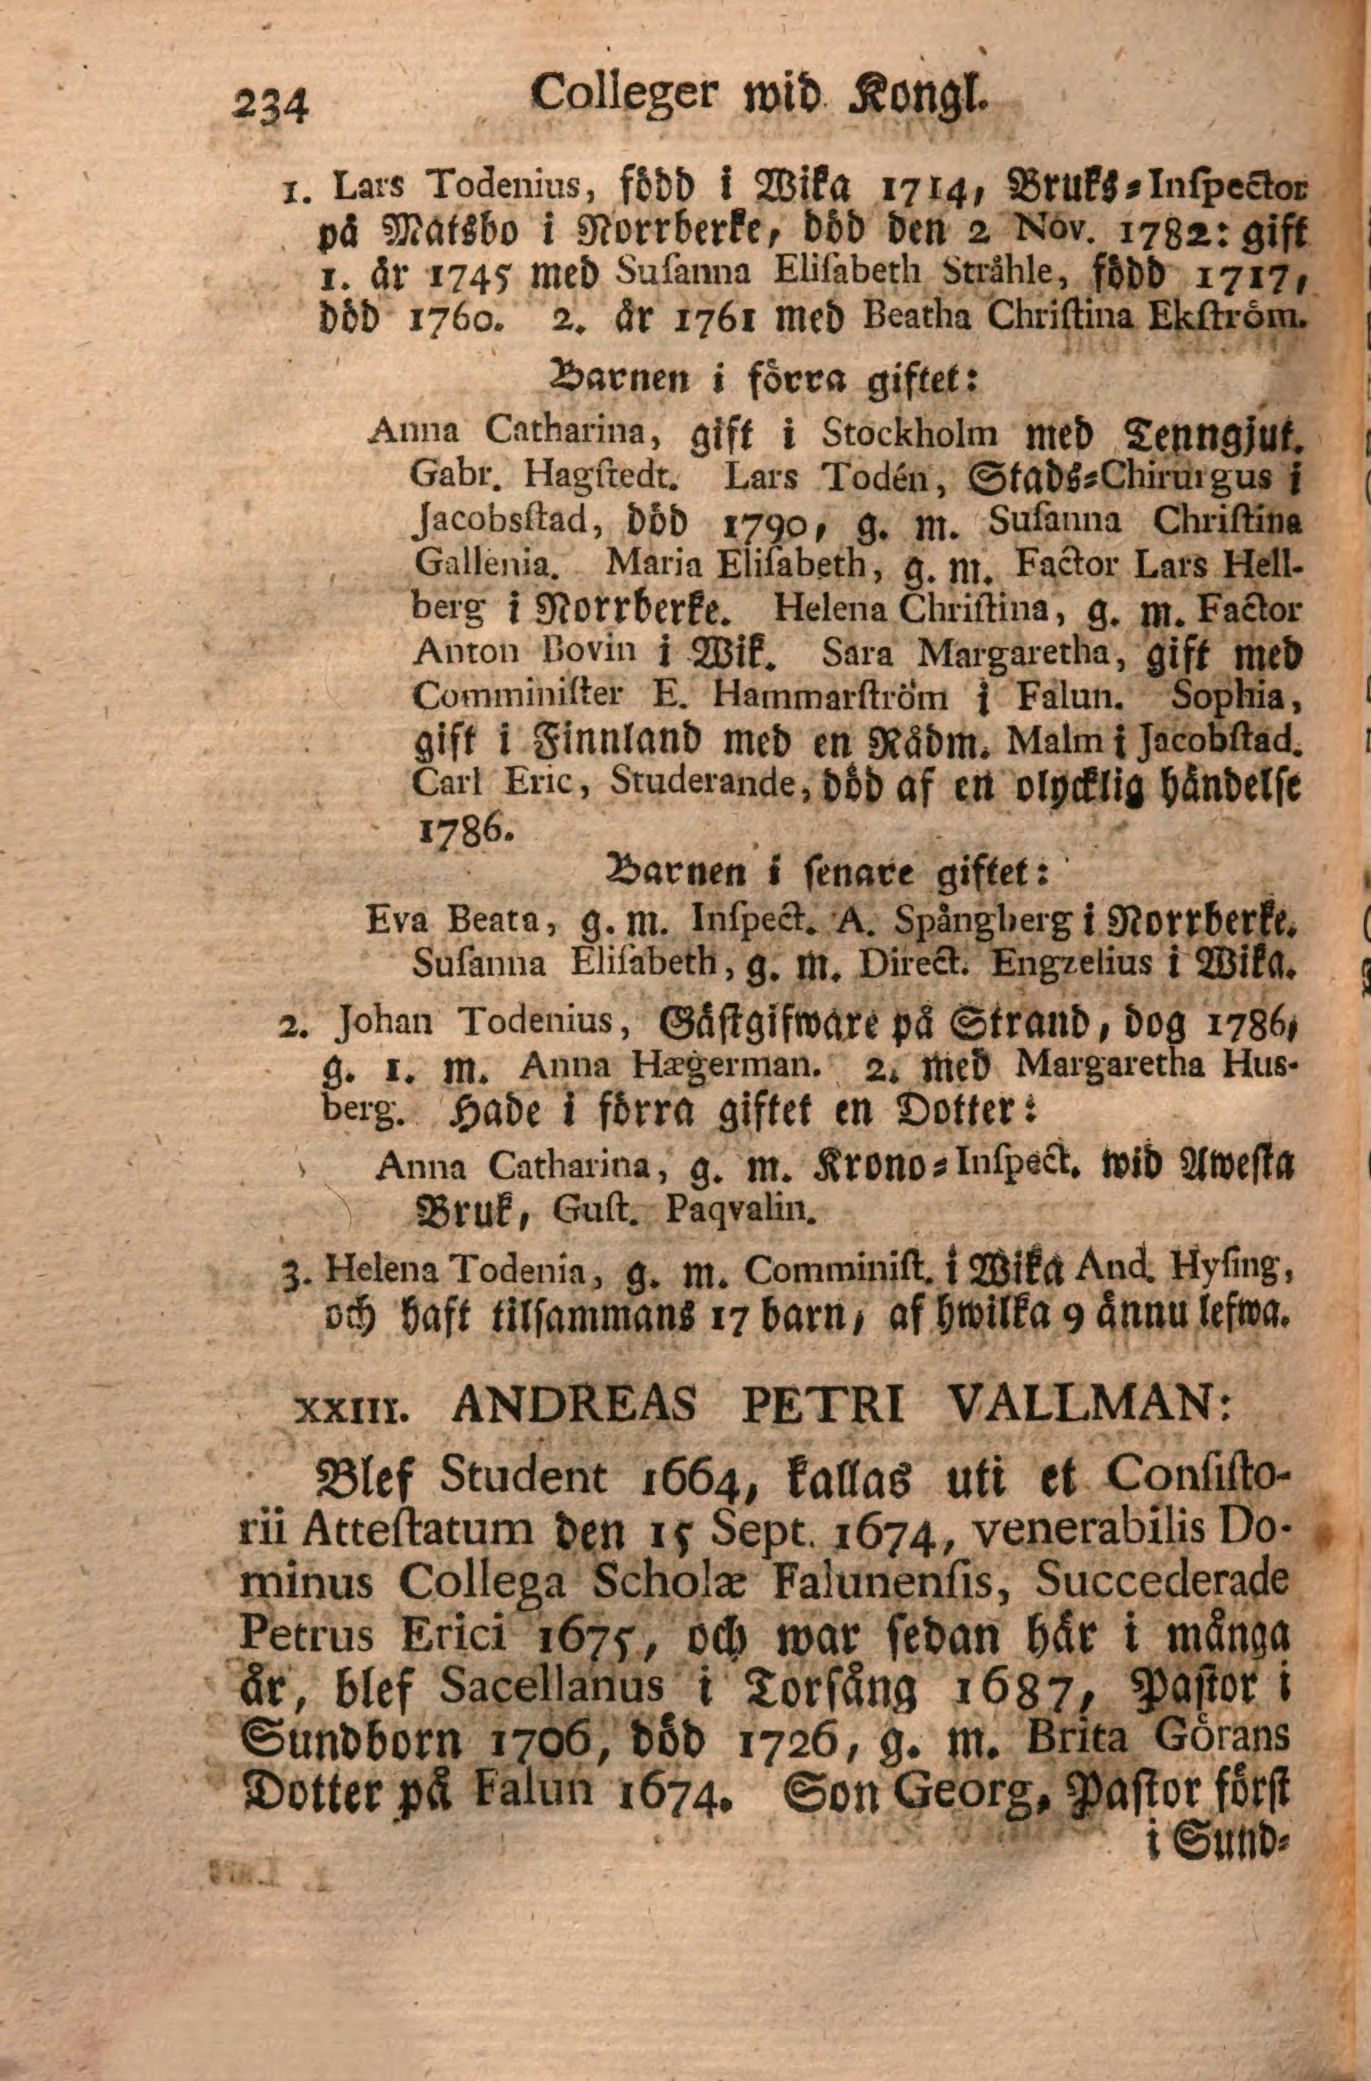 234 Colleger wid Kongl.
1. Lars Todenius, född i Wika 1714, Bruks-Inspector
på Matsbo i Norrberke, död den 2 Nov. 1782: gift
1. år 1745 med Susanna Elisabeth Stråhle, född 1717,
död 1760. 2. år 1761 med Beatha Christina Ekström.
Barnen i förra giftet:
Anna Catharina, gift i Stockholm med Tenngjut.
Gabr. Hagstedt. Lars Todén, Stads-Chirurgus i
Jacobsstad, död 1790, g. m. Susanna Christina
Gallenia. Maria Elisabeth, g. m. Factor Lars Hell-
berg i Norrberke. Helena Christina, g. m. Factor
Anton Bovin i Wik. Sara Margaretha, gift med
Comminister E. Hammarström i Falun. Sophia,
gift i Finnland med en Rådm. Malm i Jacobstad.
Carl Eric, Studerande, död af en olycklig händelse
1786.
Barnen i senare giftet:
Eva Beata, g. m. Inspect. A. Spångberg i Norrberke.
Susanna Elisabeth, g. m. Direct. Engzelius i Wika.
2. Johan Todenius, Gästgifware på Strand, dog 1786,
g. 1. m. Anna Hægerman. 2. med Margaretha Hus-
berg. Hade i förra giftet en Dotter:
Anna Catharina, g. m. Krono-Inspect. wid Awesta
Bruk, Gust. Paqvalin.
3. Helena Todenia, g. m. Comminist. i Wika And. Hysing,
och haft tilsammans 17 barn, af hwilka 9 ännu lefwa.
XXIII. ANDREAS PETRI VALLMAN:
Blef Student 1664, kallas uti et Consisto-
rii Attestatum den 15 Sept. 1674, venerabilis Do-
minus Collega Scholæ Falunensis, Succederade
Petrus Erici 1675, och war sedan här i många
år, blef Sacellanus i Torsång 1687, Pastor i
Sundborn 1706, död 1726, g. m. Brita Görans
Dotter på Falun 1674. Son Georg, Pastor först
i Sund-